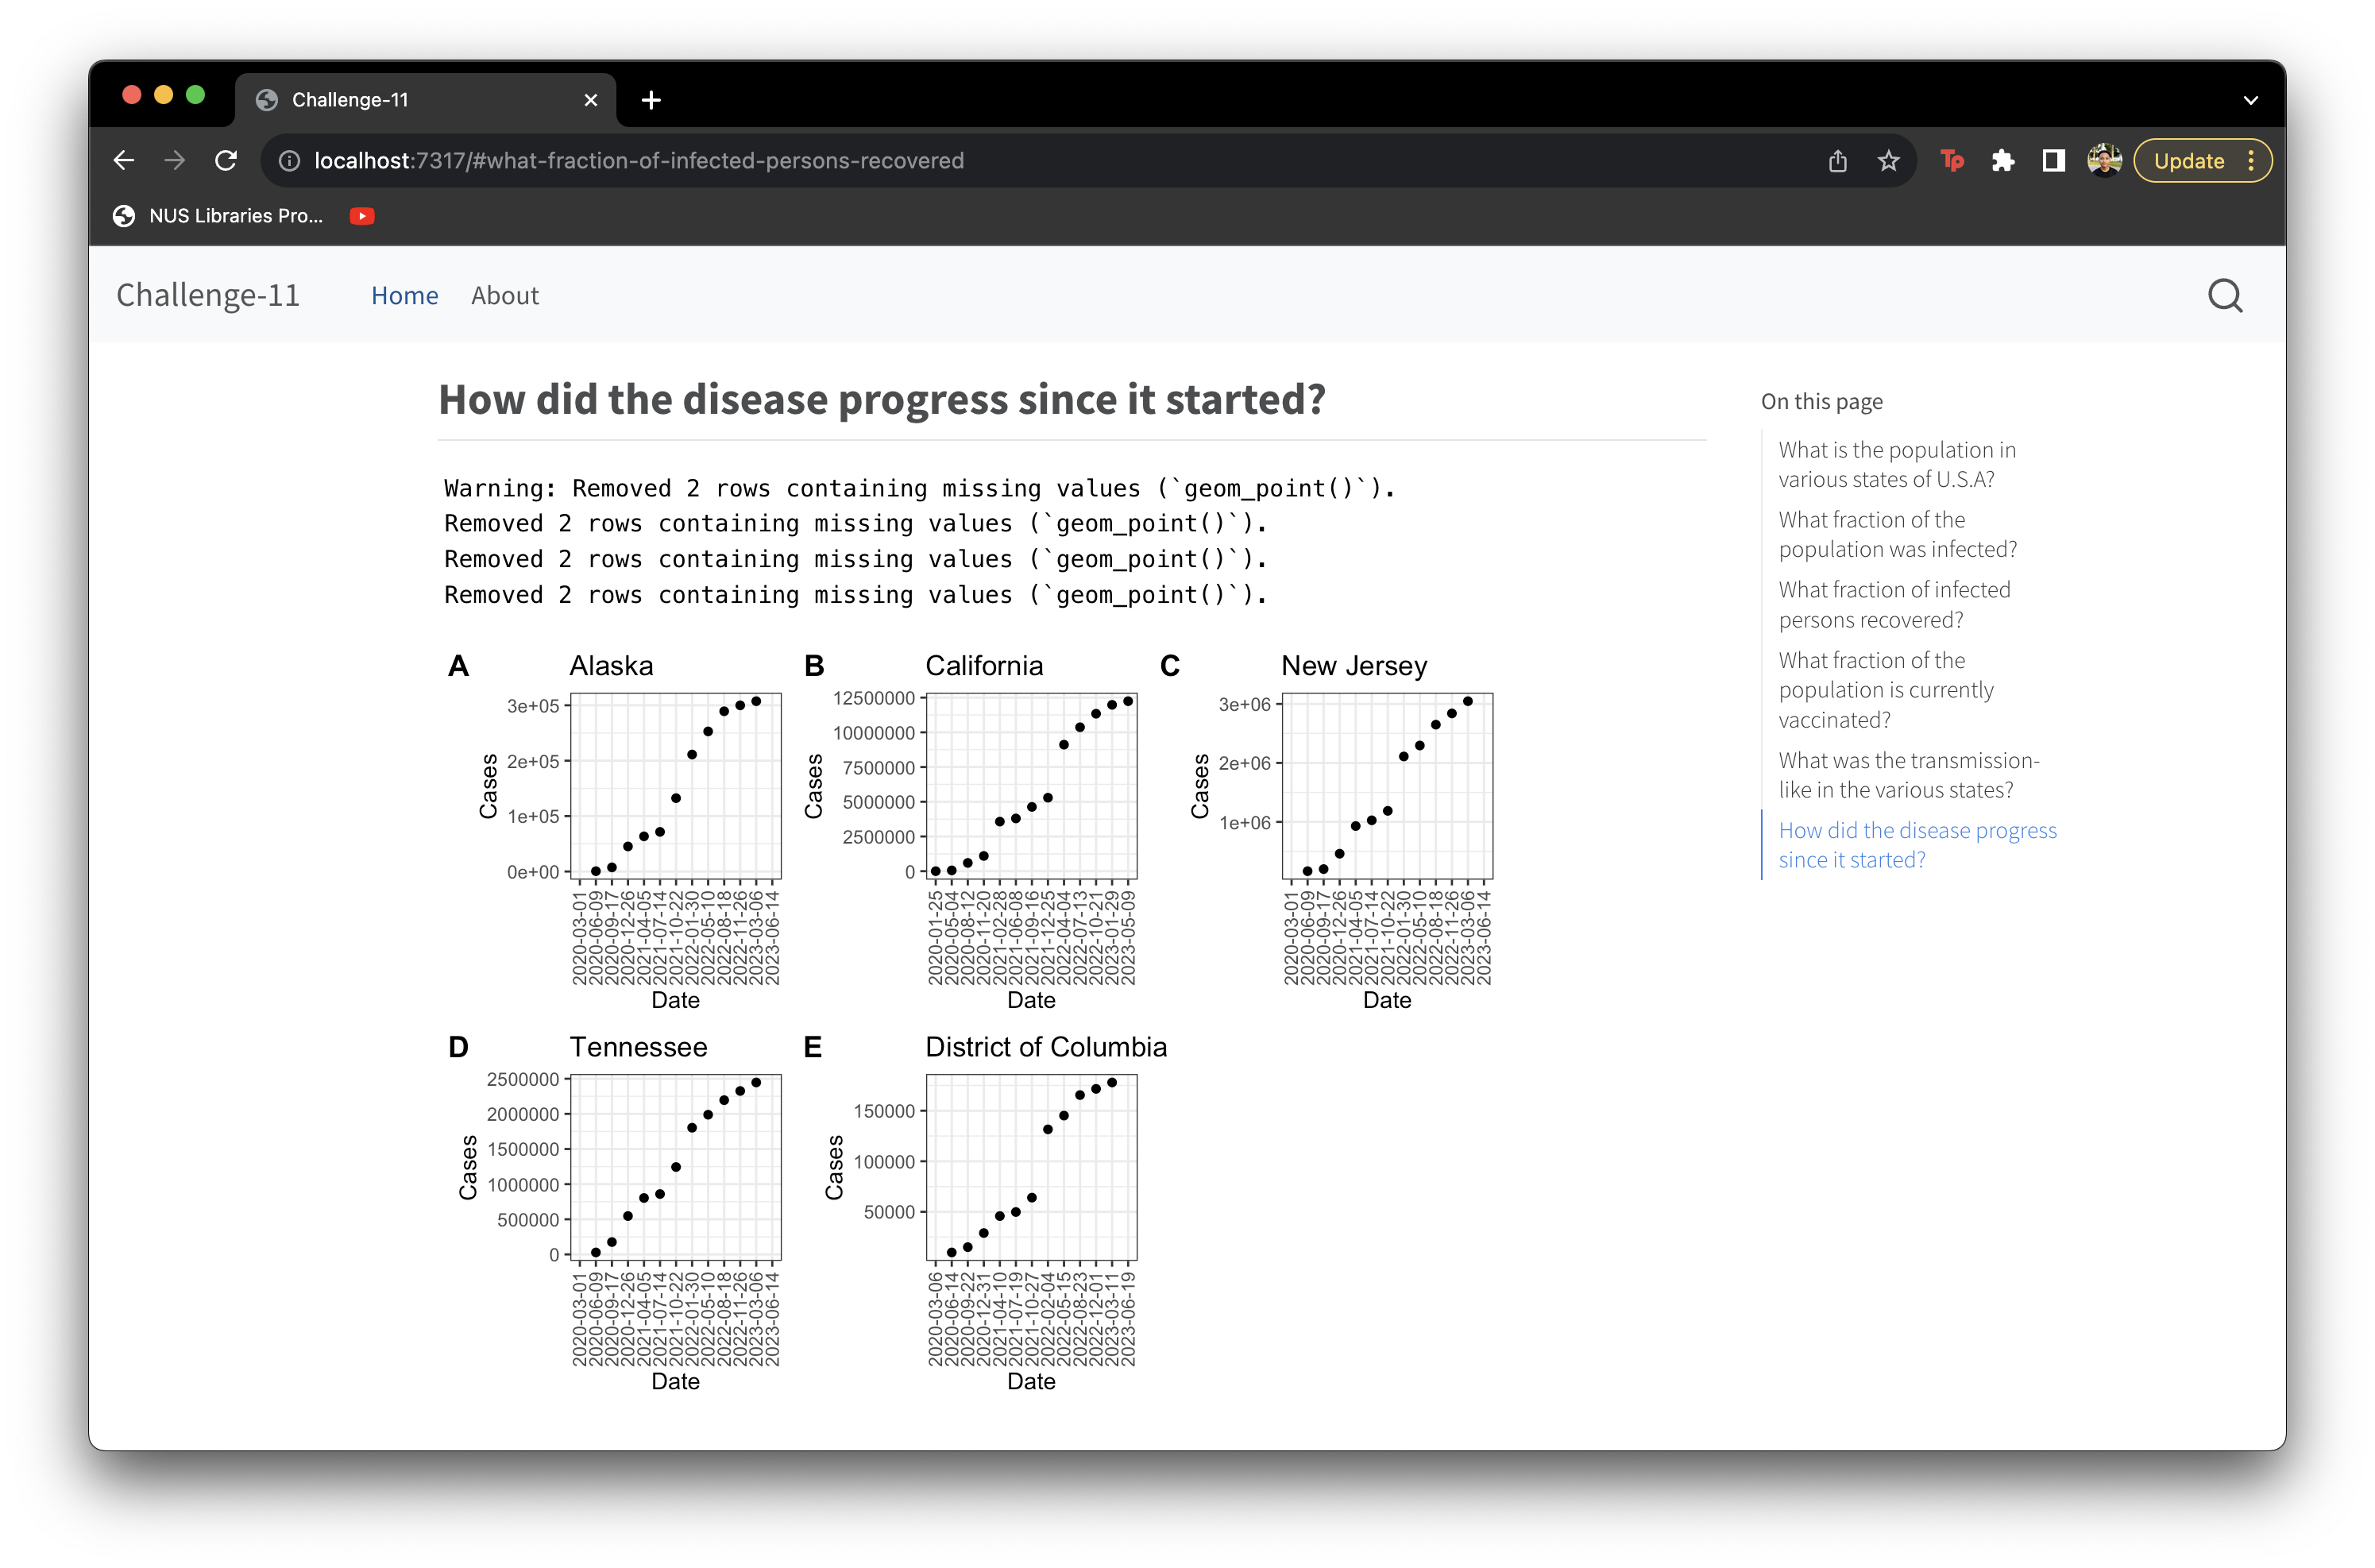 Challenge-11
localhost:7317/#what-fraction-of-infected-persons-recovered
Tp
Update
NUS Libraries Pro...
Challenge-11
Home
About
How did the disease progress since it started?
Warning: Removed 2 rows containing missing values (`geom_point()`).
Removed 2 rows containing missing values (`geom_point()`).
Removed 2 rows containing missing values (`geom_point()`).
Removed 2 rows containing missing values (`geom_point()`).
A
Alaska
Cases
3e+05
2e+05
1e+05
0e+00
2020-03-01
2020-06-09
2020-09-17
2020-12-26
2021-04-05
2021-07-14
2021-10-22
2022-01-30
2022-05-10
2022-08-18
2022-11-26
2023-03-06
2023-06-14
Date
B
California
Cases
12500000
10000000
7500000
5000000
2500000
0
2020-01-25
2020-05-04
2020-08-12
2020-11-20
2021-02-28
2021-06-08
2021-09-16
2021-12-25
2022-04-04
2022-07-13
2022-10-21
2023-01-29
2023-05-09
Date
C
New Jersey
Cases
3e+06
2e+06
1e+06
2020-03-01
2020-06-09
2020-09-17
2020-12-26
2021-04-05
2021-07-14
2021-10-22
2022-01-30
2022-05-10
2022-08-18
2022-11-26
2023-03-06
2023-06-14
Date
D
Tennessee
Cases
2500000
2000000
1500000
1000000
500000
0
2020-03-01
2020-06-09
2020-09-17
2020-12-26
2021-04-05
2021-07-14
2021-10-22
2022-01-30
2022-05-10
2022-08-18
2022-11-26
2023-03-06
2023-06-14
Date
E
District of Columbia
Cases
150000
100000
50000
2020-03-06
2020-06-14
2020-09-22
2020-12-31
2021-04-10
2021-07-19
2021-10-27
2022-02-04
2022-05-15
2022-08-23
2022-12-01
2023-03-11
2023-06-19
Date
On this page
What is the population in
various states of U.S.A?
What fraction of the
population was infected?
What fraction of infected
persons recovered?
What fraction of the
population is currently
vaccinated?
What was the transmission-
like in the various states?
How did the disease progress
since it started?